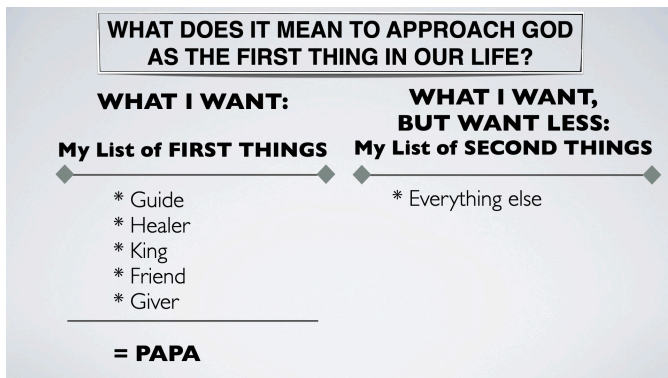 WHAT DOES IT MEAN TO APPROACH GOD
AS THE FIRST THING IN OUR LIFE?
WHAT I WANT:
My List of FIRST THINGS
* Guide
* Healer
* King
* Friend
* Giver
= PAPA
WHAT I WANT,
BUT WANT LESS:
My List of SECOND THINGS
* Everything else